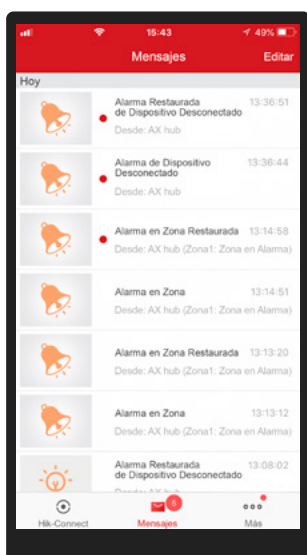 15:43
49%
Mensajes
Editar
Hoy
Alarma Restaurada
de Dispositivo Desconectado
13:36:51
Desde: AX hub
Alarma de Dispositivo
Desconectado
13:36:44
Desde: AX hub
Alarma en Zona Restaurada
13:14:58
Desde: AX hub (Zona1: Zona en Alarma)
Alarma en Zona
13:14:51
Desde: AX hub (Zona1: Zona en Alarma)
Alarma en Zona Restaurada
13:13:20
Desde: AX hub (Zona1: Zona en Alarma)
Alarma en Zona
13:13:12
Desde: AX hub (Zona1: Zona en Alarma)
Alarma Restaurada
de Dispositivo Desconectado
13:08:02
Hik-Connect
Mensajes
Más